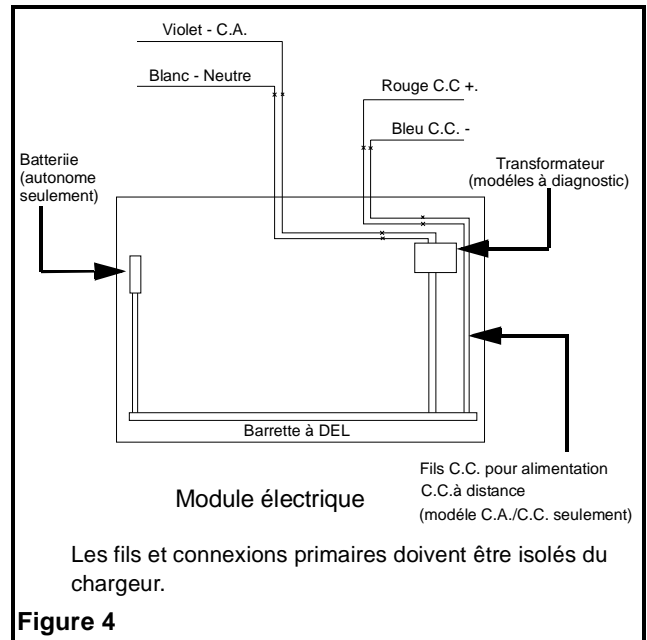 Violet - C.A.
Blanc - Neutre
Rouge C.C +.
Bleu C.C. -
Batteriie
(autonome
seulement)
Transformateur
(modéles à diagnostic)
Barrette à DEL
Fils C.C. pour alimentation
C.C.à distance
(modéle C.A./C.C. seulement)
Module électrique
Les fils et connexions primaires doivent être isolés du
chargeur.
Figure 4